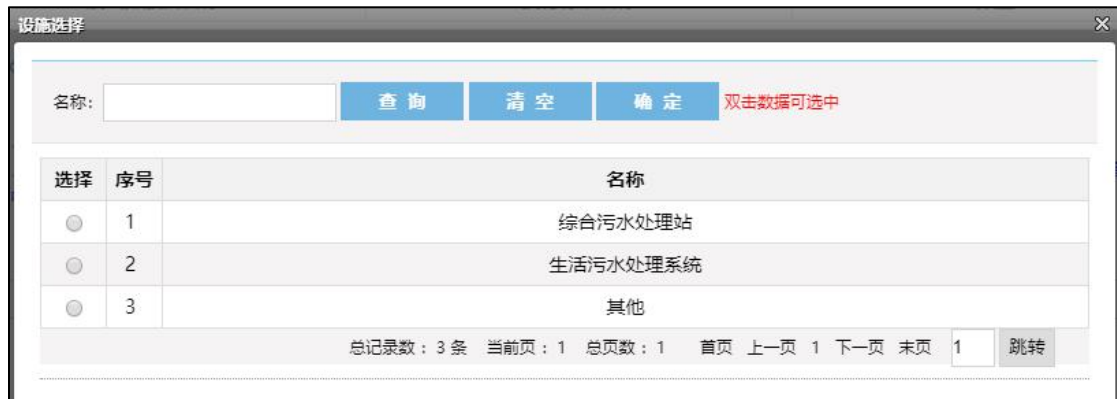 设施选择
名称: 查 询 清 空 确 定 双击数据可选中
选择 序号 名称
1 综合污水处理站
2 生活污水处理系统
3 其他
总记录数：3 条 当前页：1 总页数：1 首页 上一页 1 下一页 末页 1 跳转